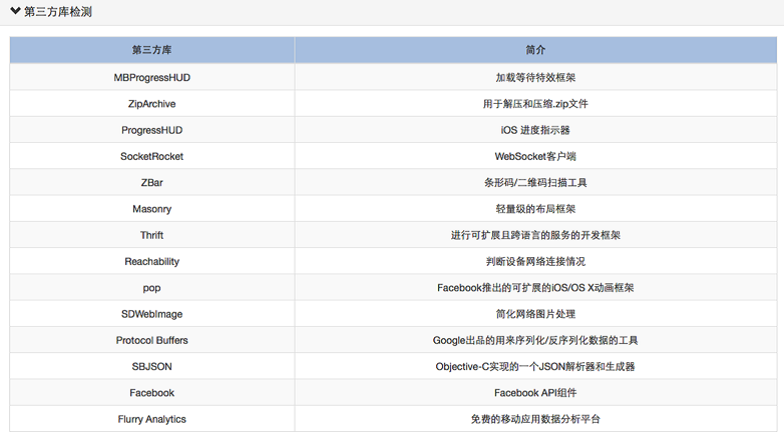 第三方库检测
第三方库 简介
MBProgressHUD 加载等待特效框架
ZipArchive 用于解压和压缩.zip文件
ProgressHUD iOS 进度指示器
SocketRocket WebSocket客户端
ZBar 条形码/二维码扫描工具
Masonry 轻量级的布局框架
Thrift 进行可扩展且跨语言的服务的开发框架
Reachability 判断设备网络连接情况
pop Facebook推出的可扩展的iOS/OS X动画框架
SDWebImage 简化网络图片处理
Protocol Buffers Google出品的用来序列化/反序列化数据的工具
SBJSON Objective-C实现的一个JSON解析器和生成器
Facebook Facebook API组件
Flurry Analytics 免费的移动应用数据分析平台